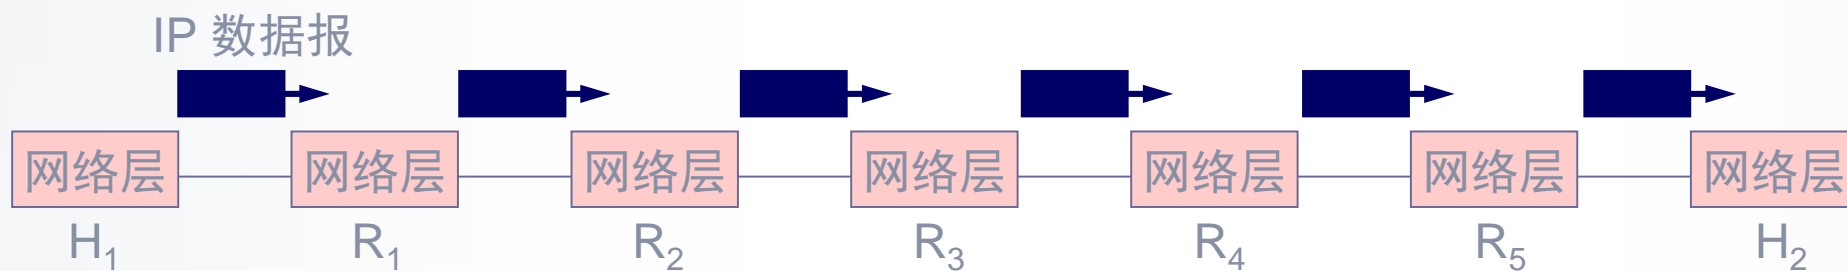 IP 数据报
网络层 网络层 网络层 网络层 网络层 网络层 网络层
H₁ R₁ R₂ R₃ R₄ R₅ H₂